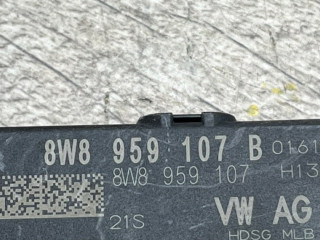 8W8 959 107 B 0161
8W8 959 107 H13
21S VW AG
HDSG MLB